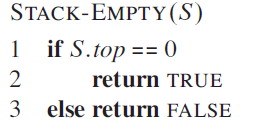 STACK-EMPTY(S)
1 if S.top == 0
2 return TRUE
3 else return FALSE